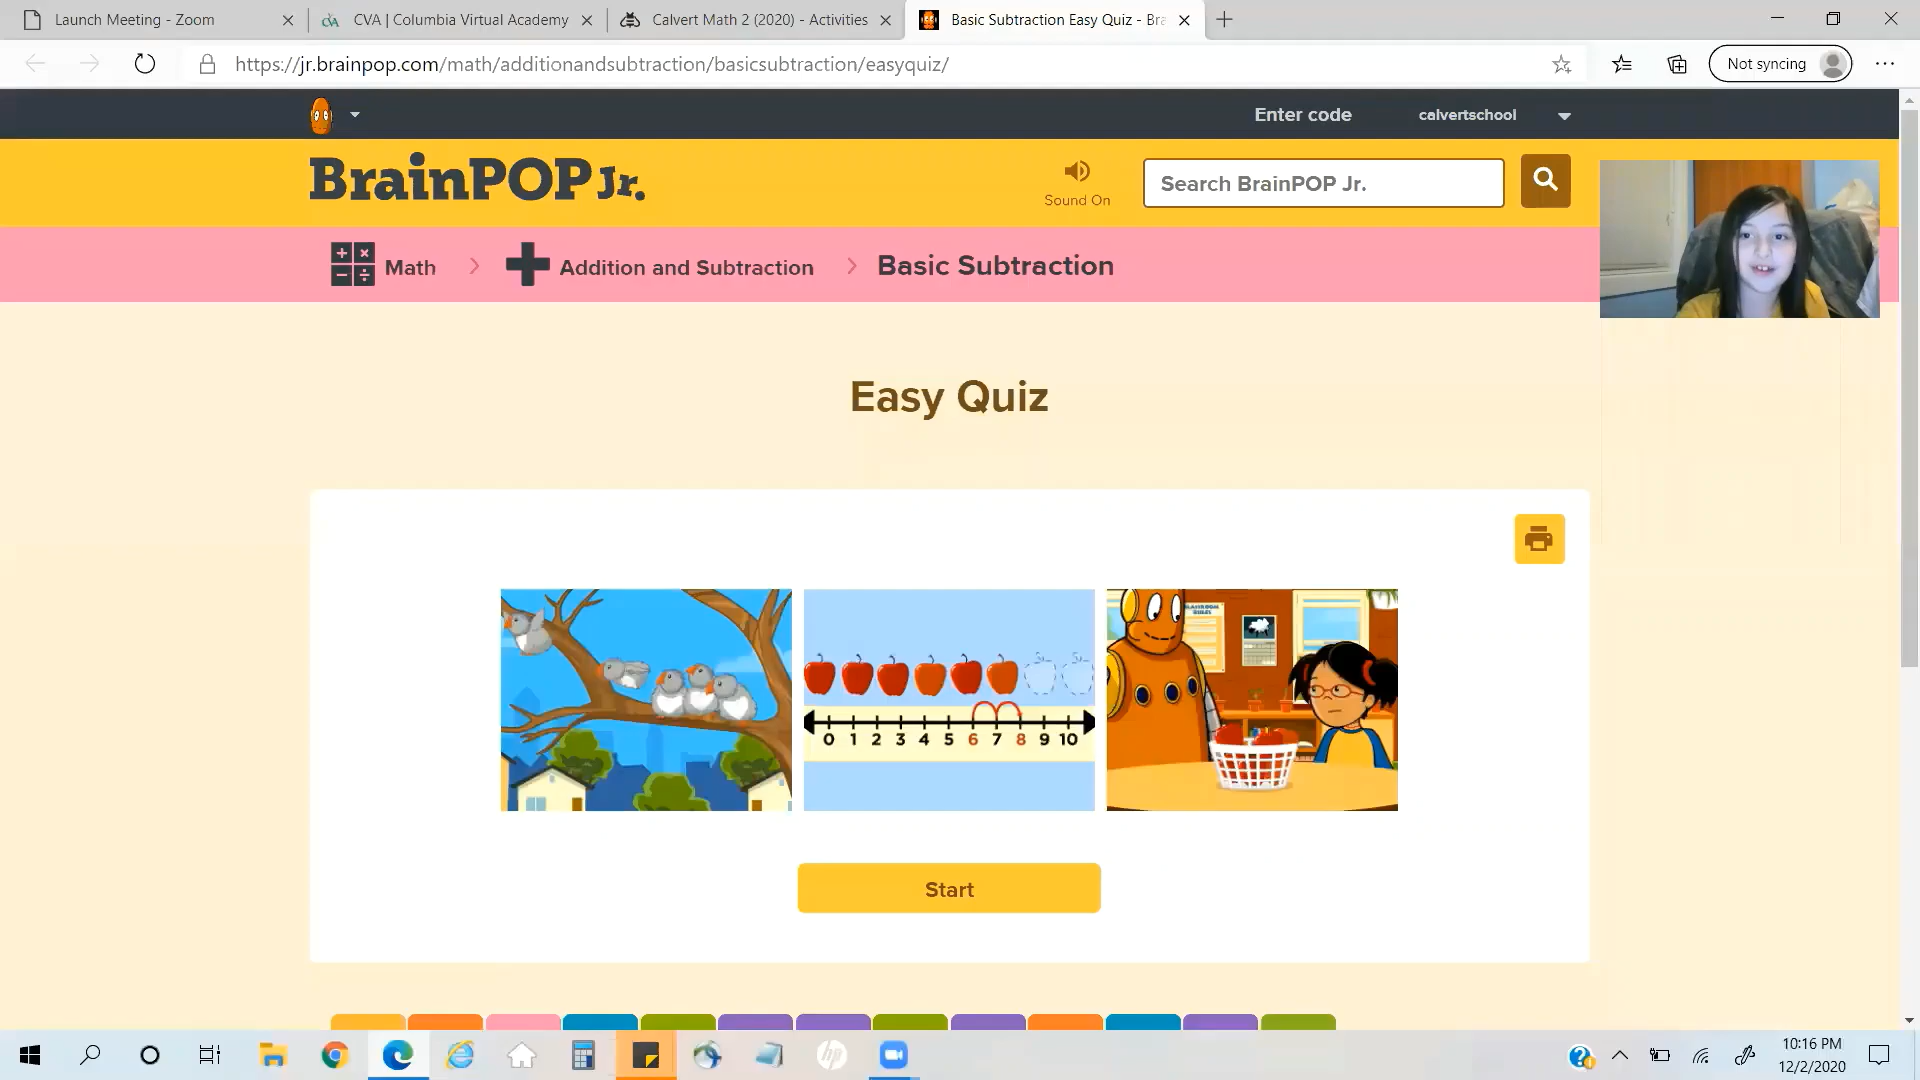 Launch Meeting - Zoom
CVA | Columbia Virtual Academy
Calvert Math 2 (2020) - Activities
Basic Subtraction Easy Quiz - Bra
https://jr.brainpop.com/math/additionandsubtraction/basicsubtraction/easyquiz/
Not syncing
Enter code
calvertschool
BrainPOP Jr.
Sound On
Search BrainPOP Jr.
Math
Addition and Subtraction
Basic Subtraction
Easy Quiz
CLASSROOM RULES
0 1 2 3 4 5 6 7 8 9 10
Start
10:16 PM
12/2/2020